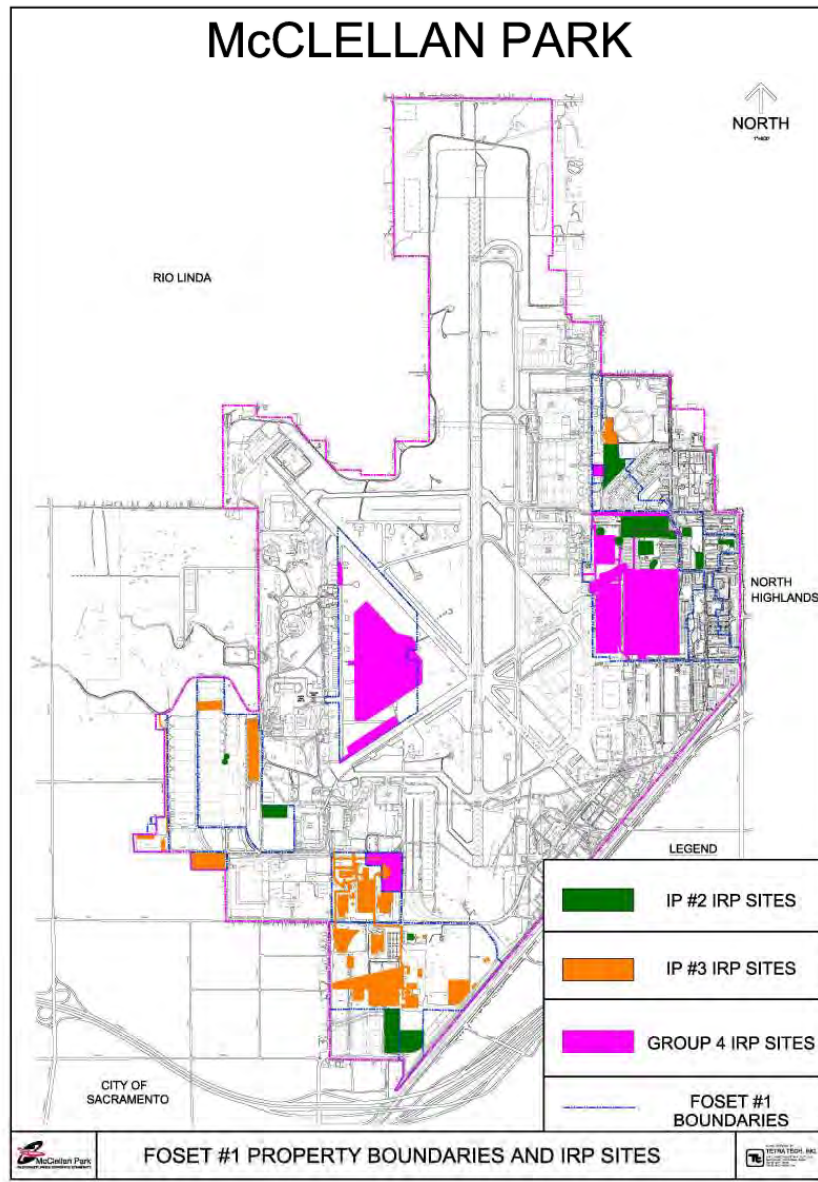 McCLELLAN PARK
NORTH
RIO LINDA
NORTH
HIGHLANDS
LEGEND
IP #2 IRP SITES
IP #3 IRP SITES
GROUP 4 IRP SITES
FOSET #1
BOUNDARIES
CITY OF
SACRAMENTO
McClellan Park
FOSET #1 PROPERTY BOUNDARIES AND IRP SITES
TETRA TECH, INC.